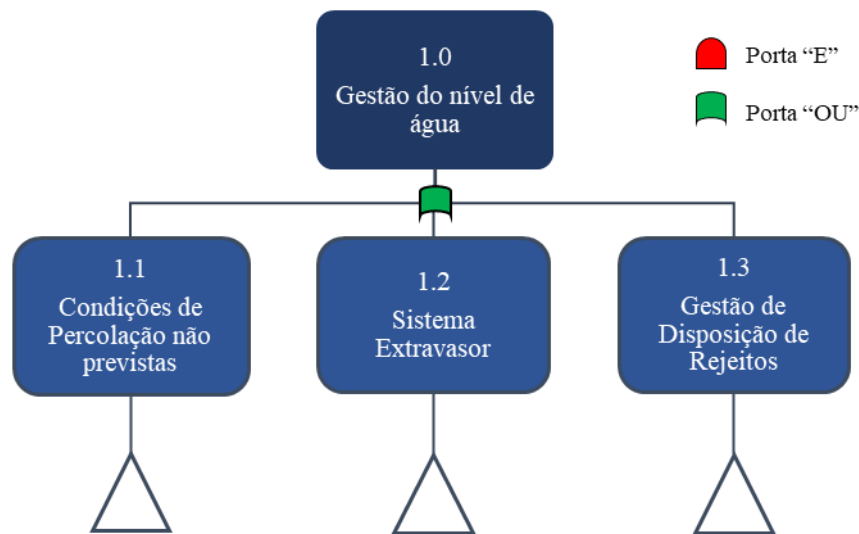 1.0
Gestão do nível de
água
Porta “E”
Porta “OU”
1.1
Condições de
Percolação não
previstas
1.2
Sistema
Extravasor
1.3
Gestão de
Disposição de
Rejeitos